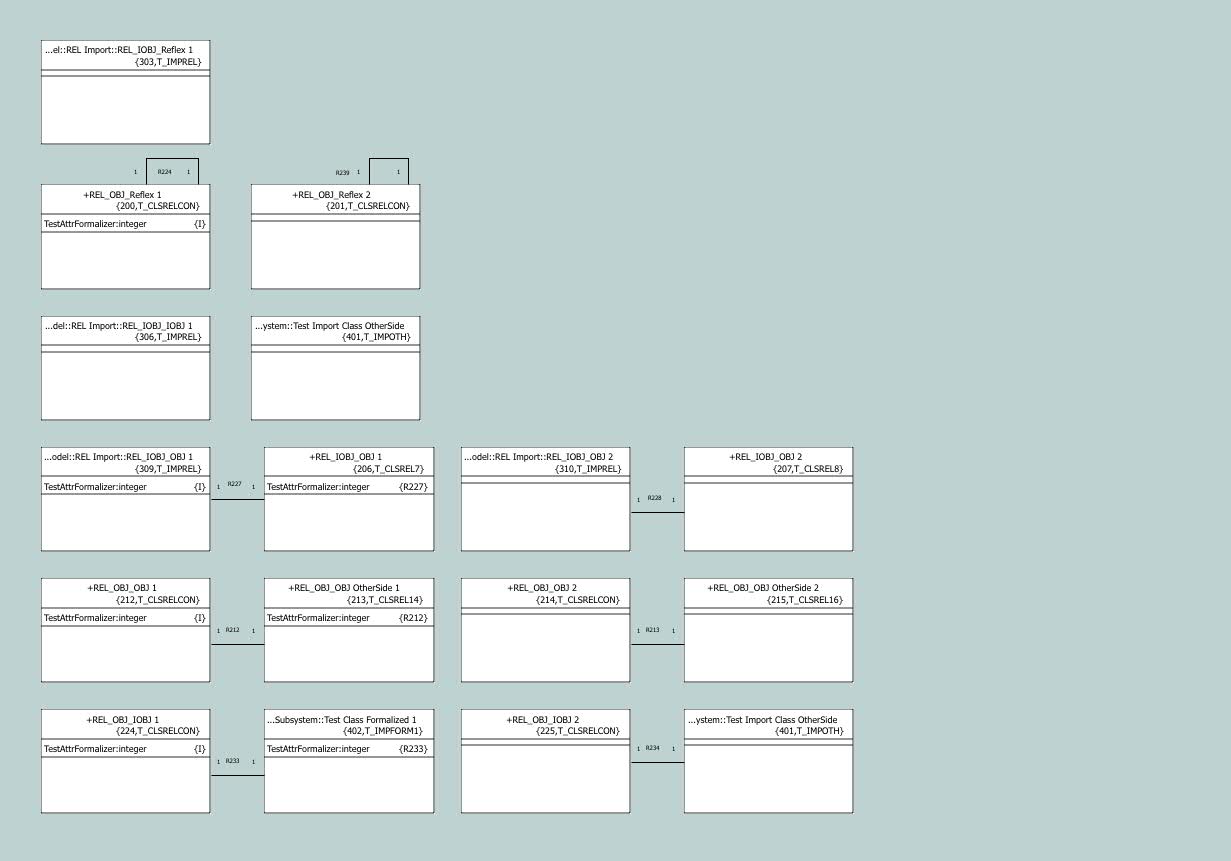 ...el::REL Import::REL_IOBJ_Reflex 1
{303,T_IMPREL}
1 R224 1
R239 1 1
+REL_OBJ_Reflex 1
{200,T_CLSRELCON}
TestAttrFormalizer:integer {I}
+REL_OBJ_Reflex 2
{201,T_CLSRELCON}
...del::REL Import::REL_IOBJ_IOBJ 1
{306,T_IMPREL}
...ystem::Test Import Class OtherSide
{401,T_IMPOTH}
...odel::REL Import::REL_IOBJ_OBJ 1
{309,T_IMPREL}
TestAttrFormalizer:integer {I}
1 R227 1
+REL_IOBJ_OBJ 1
{206,T_CLSREL7}
TestAttrFormalizer:integer {R227}
...odel::REL Import::REL_IOBJ_OBJ 2
{310,T_IMPREL}
1 R228 1
+REL_IOBJ_OBJ 2
{207,T_CLSREL8}
+REL_OBJ_OBJ 1
{212,T_CLSRELCON}
TestAttrFormalizer:integer {I}
1 R212 1
+REL_OBJ_OBJ OtherSide 1
{213,T_CLSREL14}
TestAttrFormalizer:integer {R212}
+REL_OBJ_OBJ 2
{214,T_CLSRELCON}
1 R213 1
+REL_OBJ_OBJ OtherSide 2
{215,T_CLSREL16}
+REL_OBJ_IOBJ 1
{224,T_CLSRELCON}
TestAttrFormalizer:integer {I}
1 R233 1
...Subsystem::Test Class Formalized 1
{402,T_IMPFORM1}
TestAttrFormalizer:integer {R233}
+REL_OBJ_IOBJ 2
{225,T_CLSRELCON}
1 R234 1
...ystem::Test Import Class OtherSide
{401,T_IMPOTH}